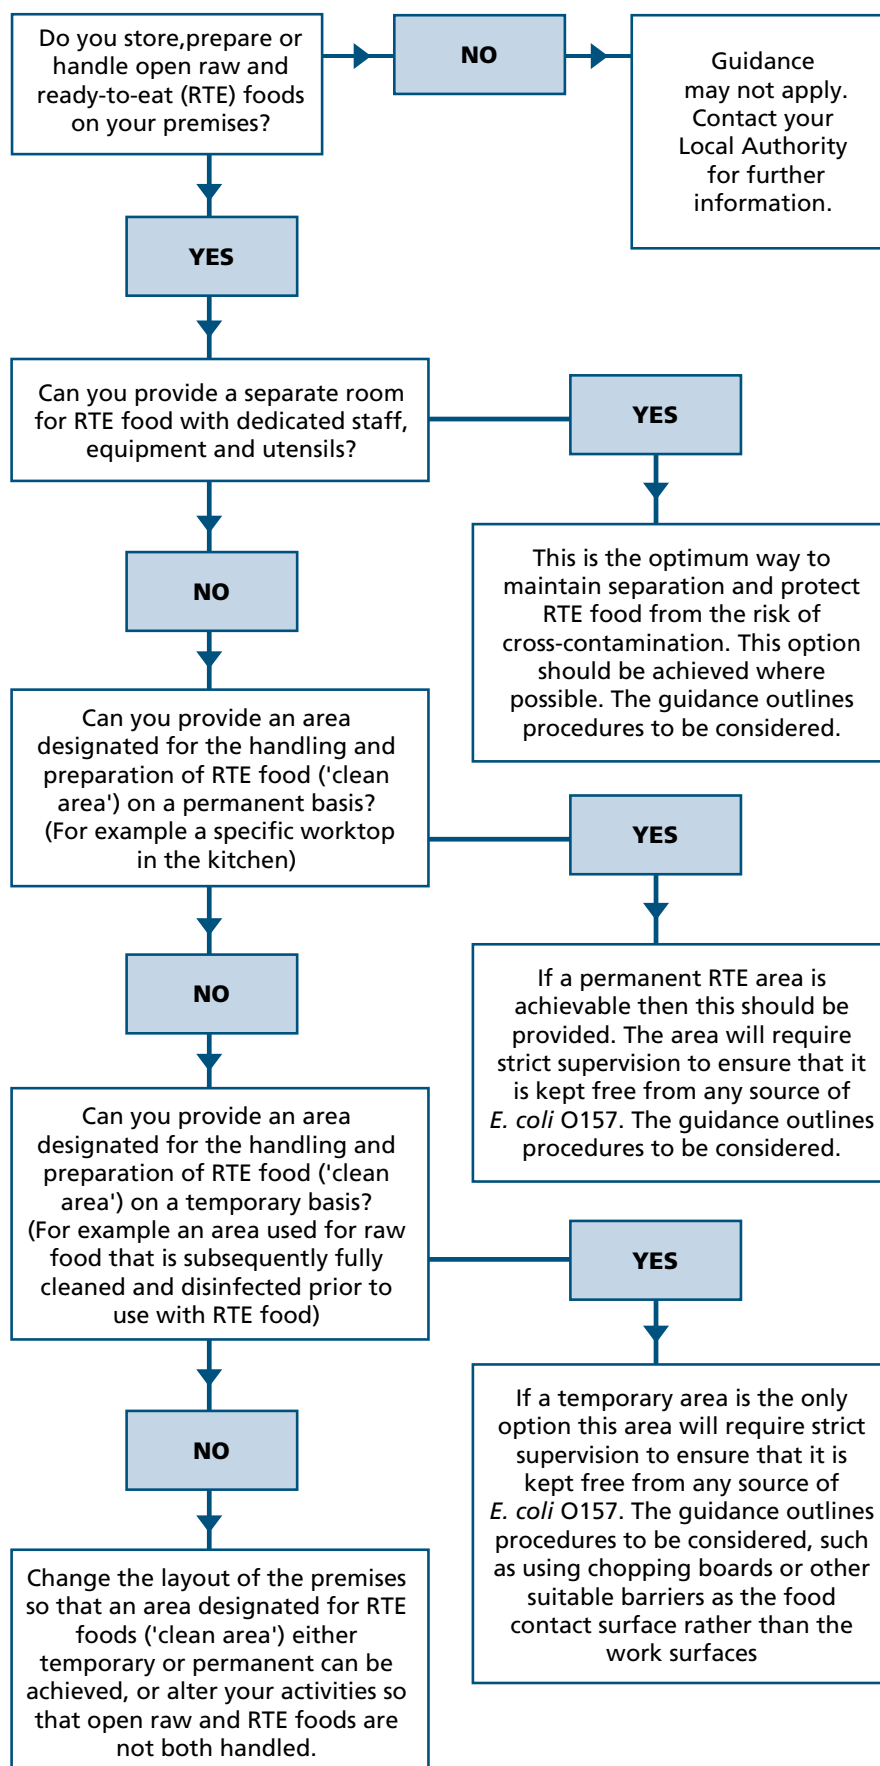 Do you store,prepare or
handle open raw and
ready-to-eat (RTE) foods
on your premises?
NO
Guidance
may not apply.
Contact your
Local Authority
for further
information.
YES
Can you provide a separate room
for RTE food with dedicated staff,
equipment and utensils?
YES
This is the optimum way to
maintain separation and protect
RTE food from the risk of
cross-contamination. This option
should be achieved where
possible. The guidance outlines
procedures to be considered.
NO
Can you provide an area
designated for the handling and
preparation of RTE food ('clean
area') on a permanent basis?
(For example a specific worktop
in the kitchen)
YES
If a permanent RTE area is
achievable then this should be
provided. The area will require
strict supervision to ensure that it
is kept free from any source of
E. coli O157. The guidance outlines
procedures to be considered.
NO
Can you provide an area
designated for the handling and
preparation of RTE food ('clean
area') on a temporary basis?
(For example an area used for raw
food that is subsequently fully
cleaned and disinfected prior to
use with RTE food)
YES
If a temporary area is the only
option this area will require strict
supervision to ensure that it is
kept free from any source of
E. coli O157. The guidance outlines
procedures to be considered, such
as using chopping boards or other
suitable barriers as the food
contact surface rather than the
work surfaces
NO
Change the layout of the premises
so that an area designated for RTE
foods ('clean area') either
temporary or permanent can be
achieved, or alter your activities so
that open raw and RTE foods are
not both handled.